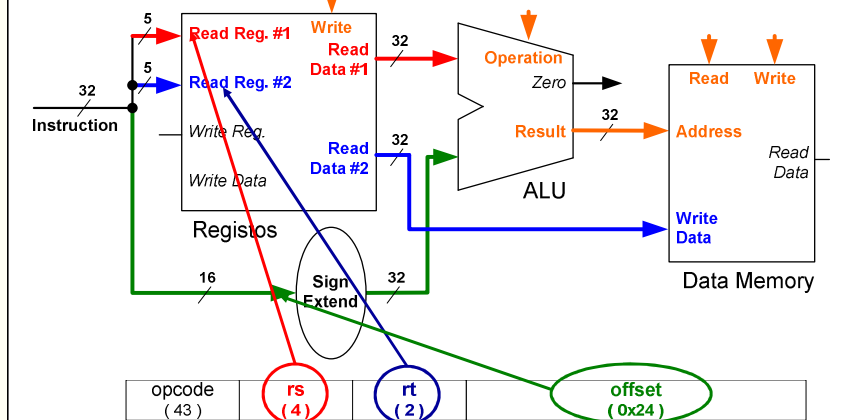 5
Read Reg. #1
Write
Read
Data #1
32
Operation
Zero
Read
Write
5
Read Reg. #2
32
Instruction
Write Reg.
Write Data
Read
Data #2
32
Result
32
Address
Read
Data
ALU
Write
Data
Registos
Data Memory
16
Sign
Extend
32
opcode
( 43 )
rs
( 4 )
rt
( 2 )
offset
( 0x24 )